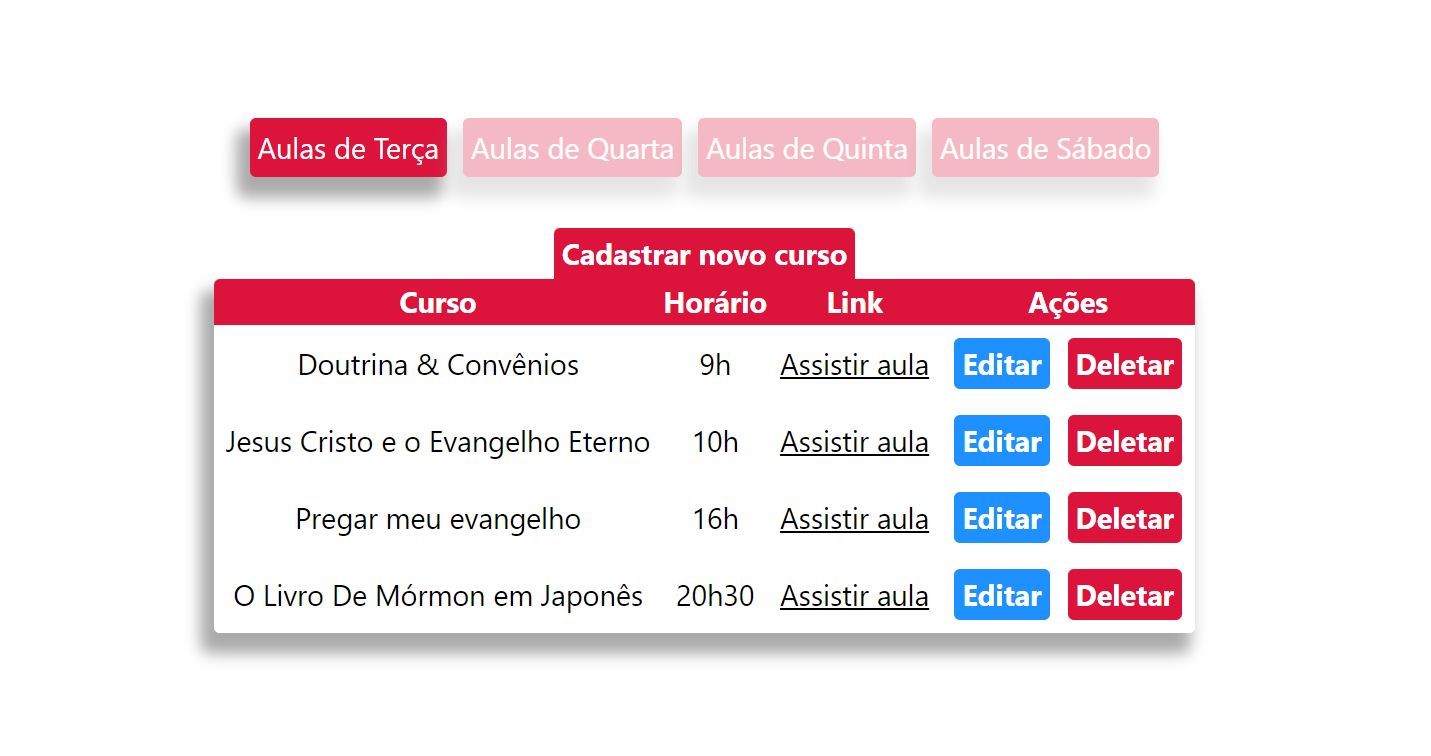 Aulas de Terça Aulas de Quarta Aulas de Quinta Aulas de Sábado
Cadastrar novo curso
Curso Horário Link Ações
Doutrina & Convênios 9h Assistir aula Editar Deletar
Jesus Cristo e o Evangelho Eterno 10h Assistir aula Editar Deletar
Pregar meu evangelho 16h Assistir aula Editar Deletar
O Livro De Mórmon em Japonês 20h30 Assistir aula Editar Deletar